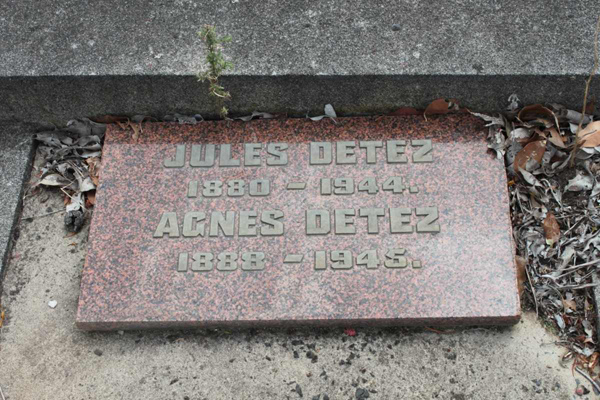 JULES DETEZ
1880 - 1944.
AGNES DETEZ
1888 - 1945.